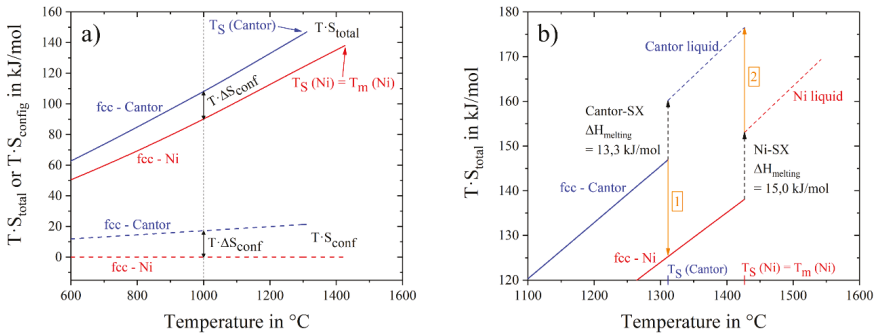 a)
T·S_total or T·S_config in kJ/mol
140
120
100
80
60
40
20
0
T_S (Cantor)
T·S_total
T_S (Ni) = T_m (Ni)
fcc - Cantor
T·ΔS_conf
fcc - Ni
fcc - Cantor
T·ΔS_conf
T·S_conf
fcc - Ni
600 800 1000 1200 1400 1600
Temperature in °C
b)
T·S_total in kJ/mol
180
170
160
150
140
130
120
Cantor liquid
2
Ni liquid
Cantor-SX
ΔH_melting
= 13,3 kJ/mol
Ni-SX
ΔH_melting
= 15,0 kJ/mol
fcc - Cantor
1
fcc - Ni
T_S (Cantor)
T_S (Ni) = T_m (Ni)
1100 1200 1300 1400 1500 1600
Temperature in °C